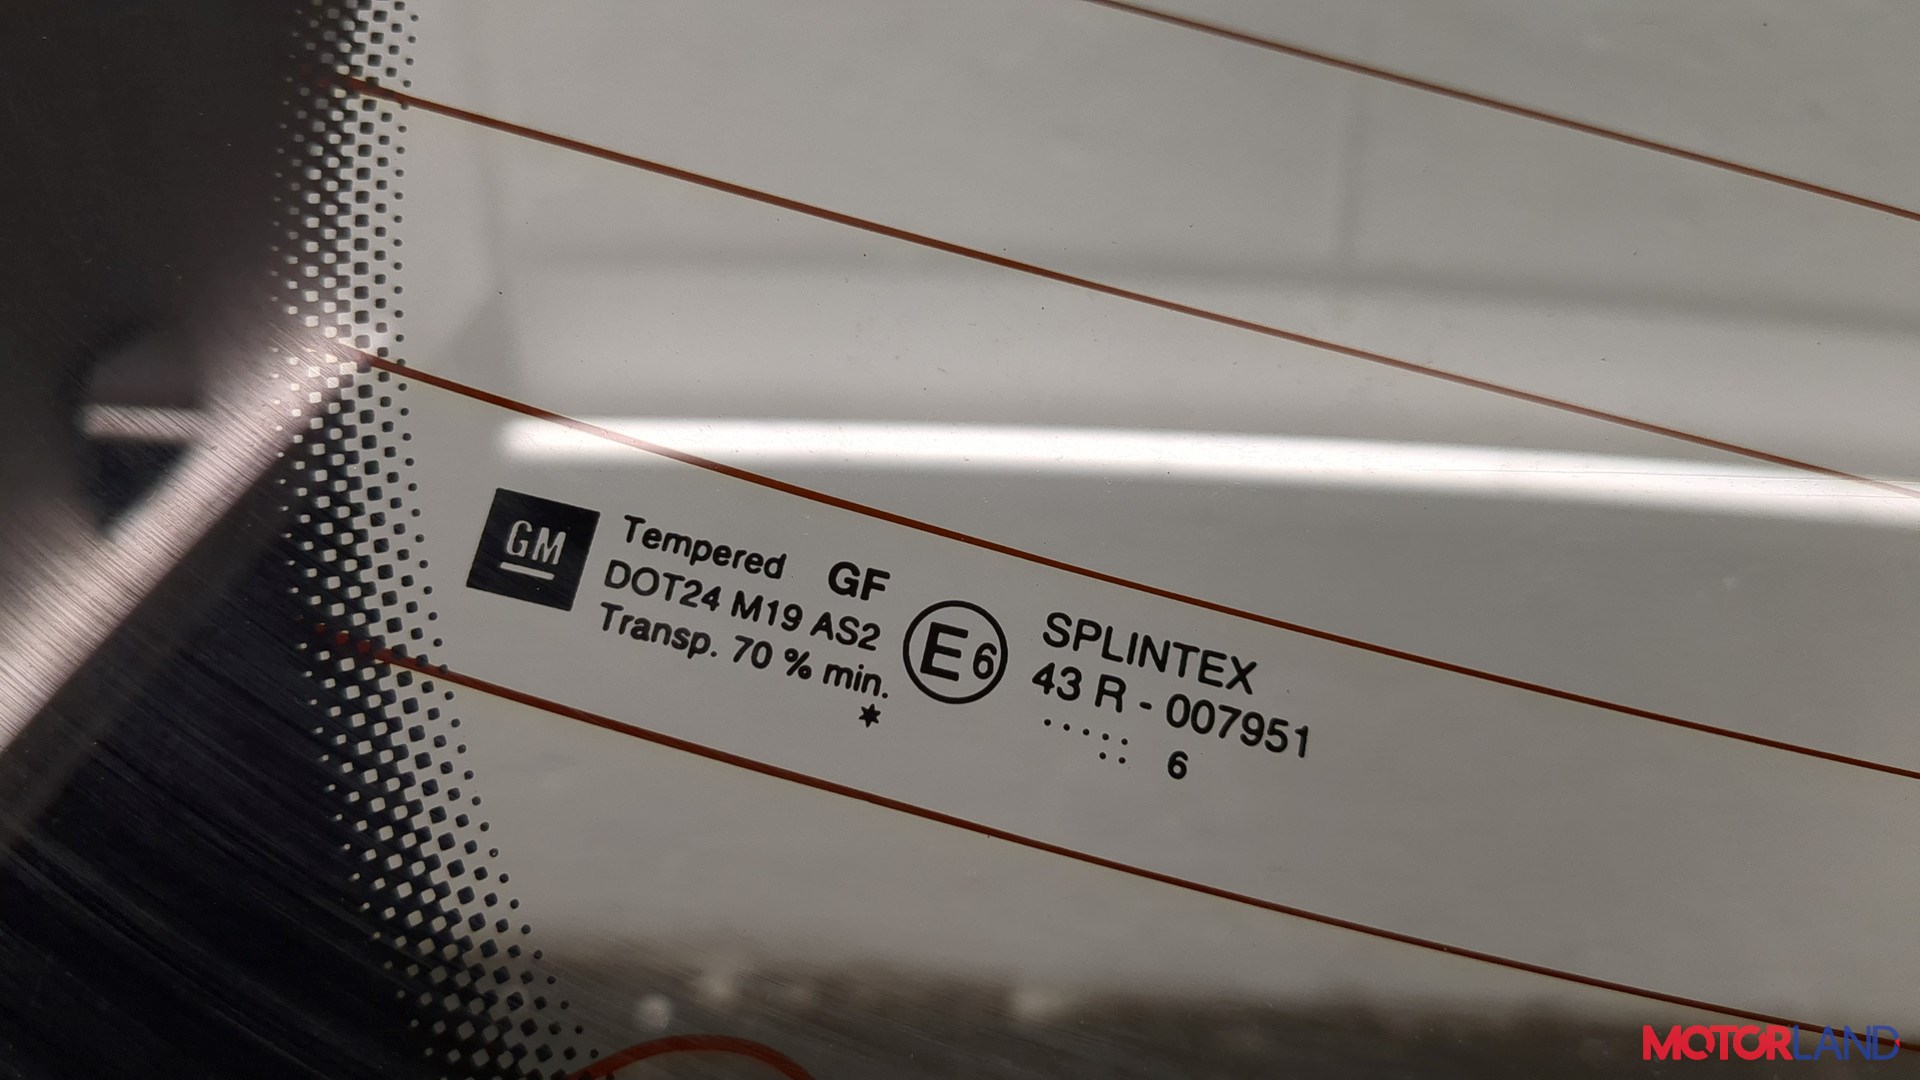 GM
Tempered GF
DOT24 M19 AS2
Transp. 70 % min.
*
E6
SPLINTEX
43 R - 007951
..... .. 6
MOTORLAND